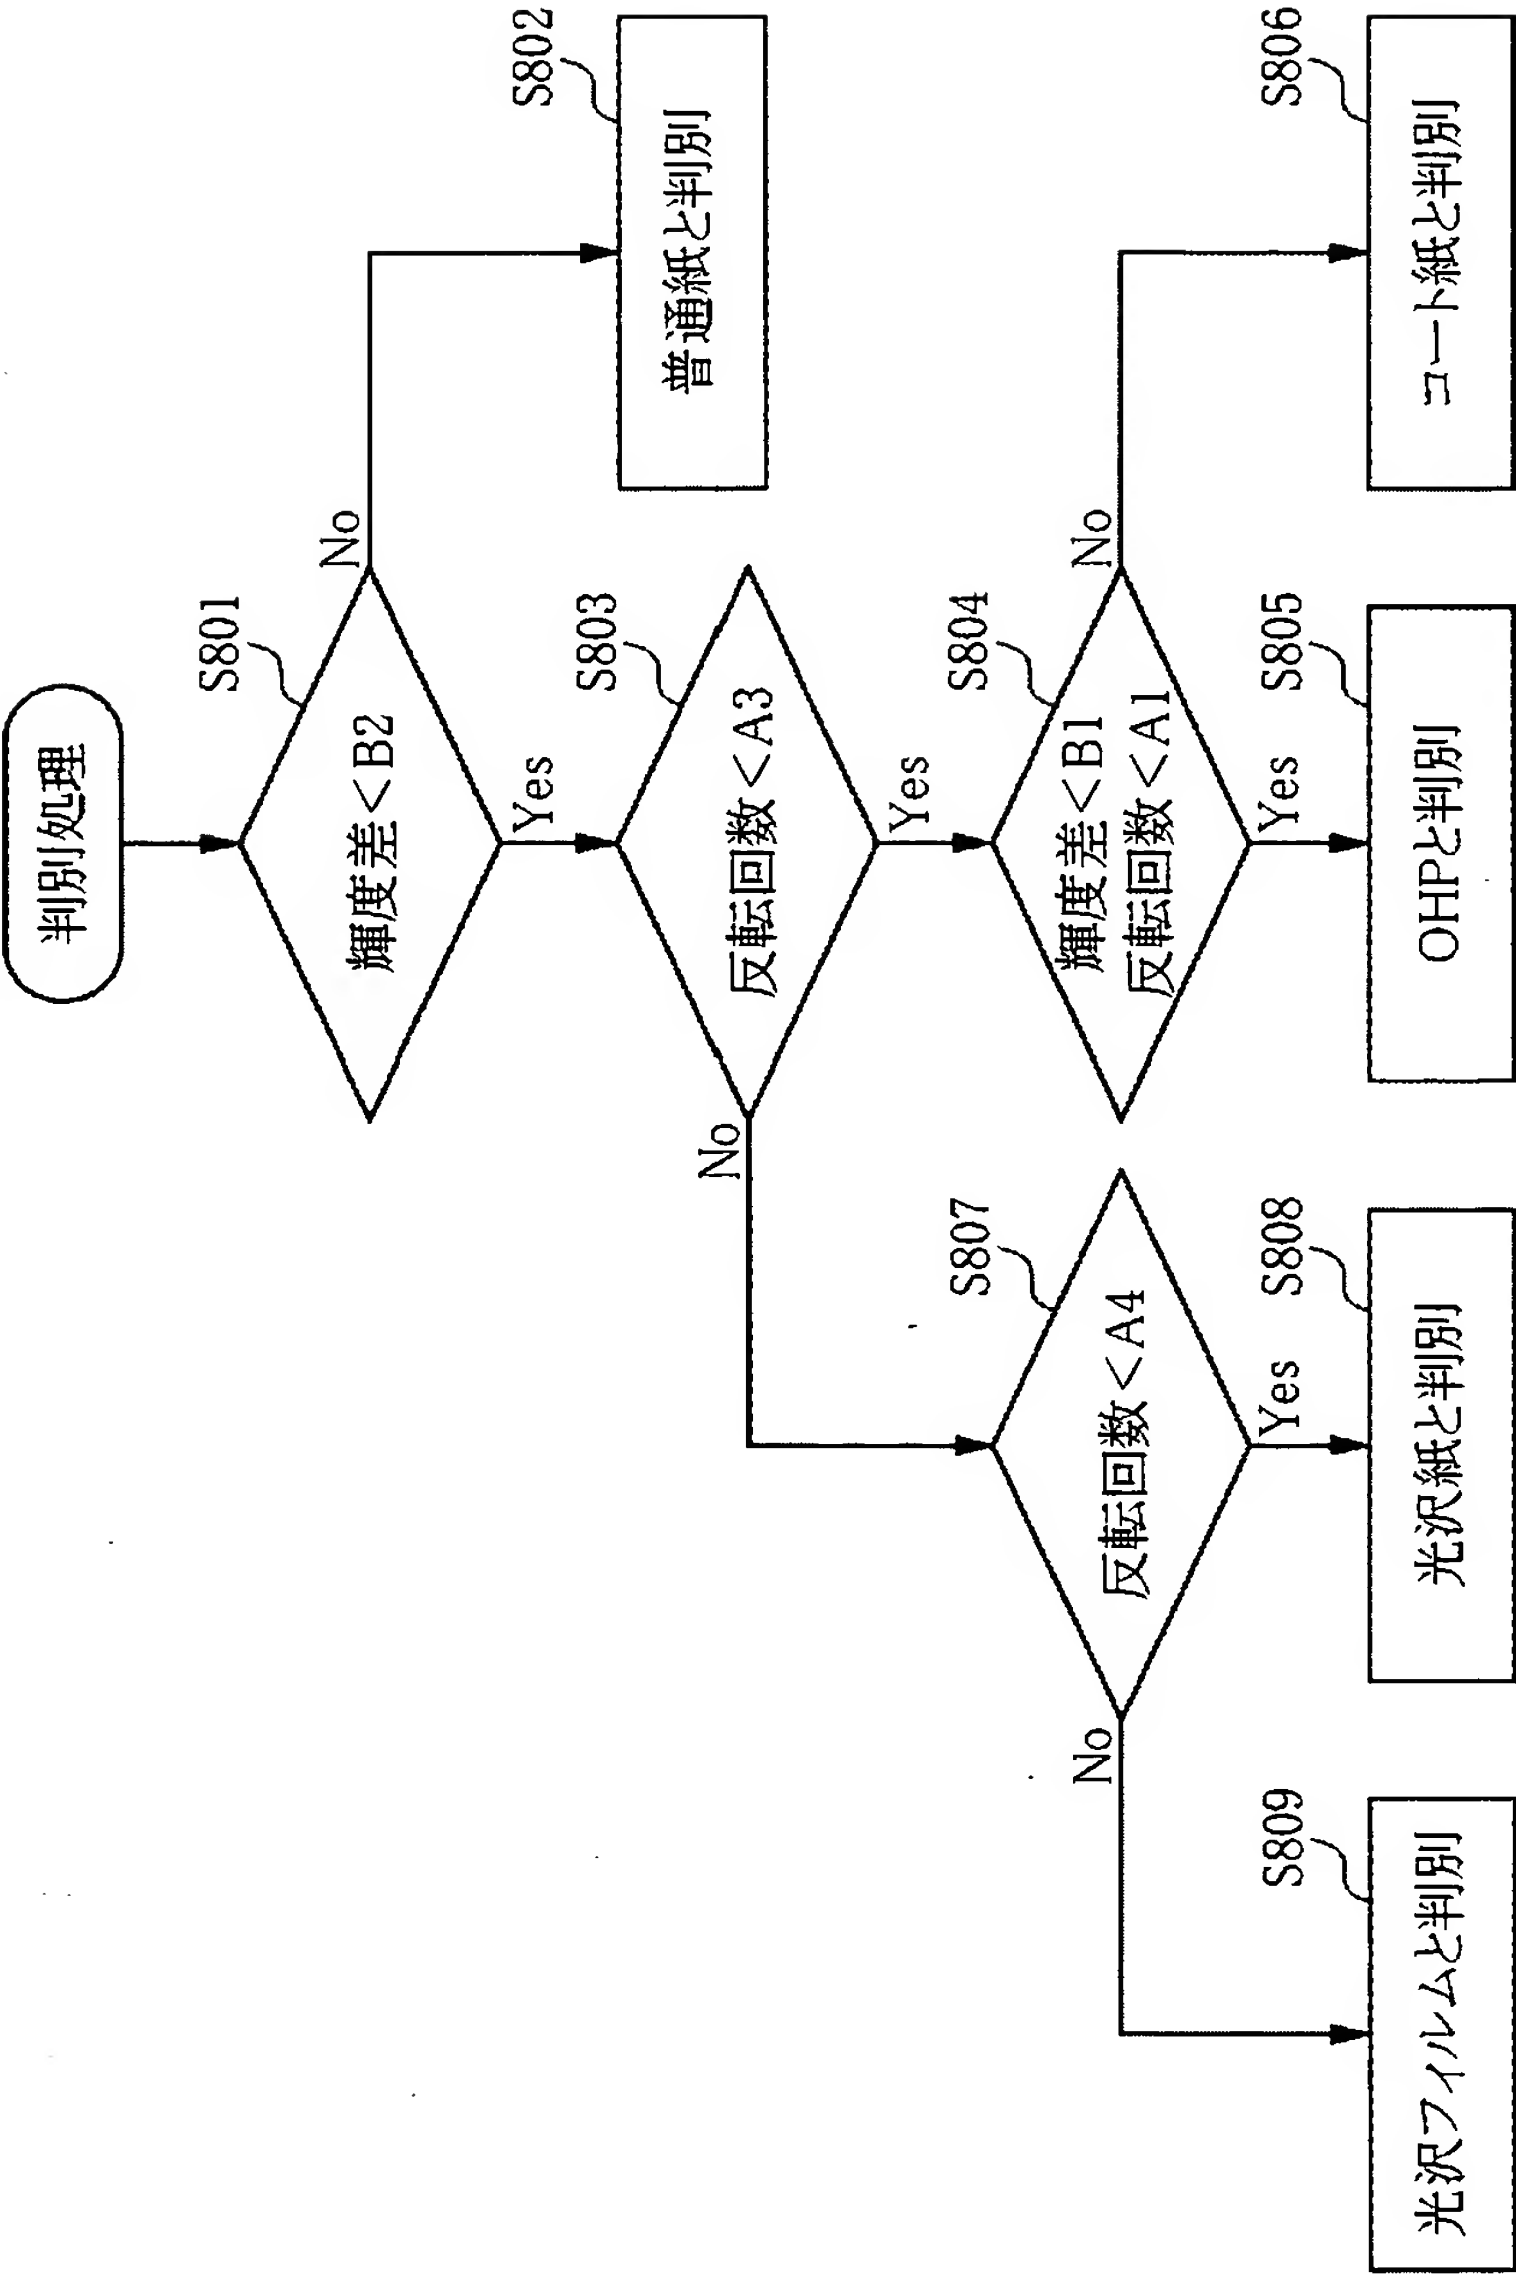 判別処理
S801
輝度差<B2
No
Yes
S802
普通紙と判別
S803
反転回数<A3
No
Yes
S804
輝度差<B1
反転回数<A1
No
Yes
S805
OHPと判別
S806
コート紙と判別
S807
反転回数<A4
No
Yes
S808
光沢紙と判別
S809
光沢フィルムと判別